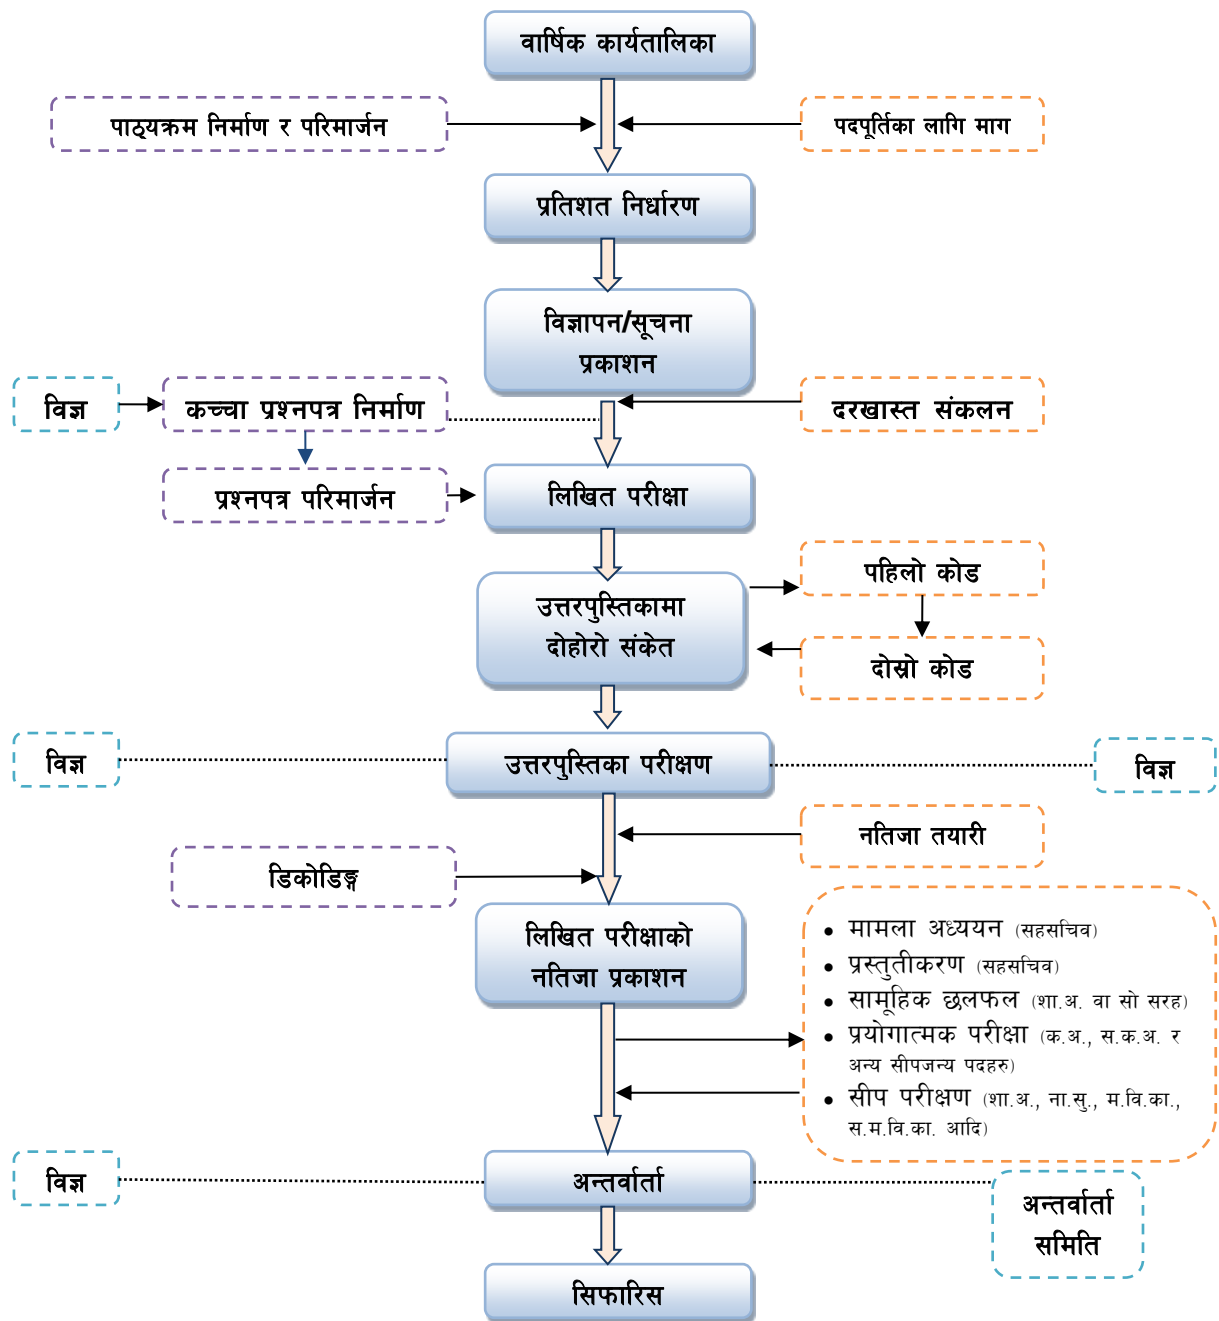 वार्षिक कार्यतालिका
पाठ्यक्रम निर्माण र परिमार्जन
पदपूर्तिका लागि माग
प्रतिशत निर्धारण
विज्ञापन/सूचना
प्रकाशन
विज्ञ
कच्चा प्रश्नपत्र निर्माण
दरखास्त संकलन
प्रश्नपत्र परिमार्जन
लिखित परीक्षा
पहिलो कोड
उत्तरपुस्तिकामा
दोहोरो संकेत
दोस्रो कोड
विज्ञ
उत्तरपुस्तिका परीक्षण
विज्ञ
नतिजा तयारी
डिकोडिङ्ग
लिखित परीक्षाको
नतिजा प्रकाशन
• मामला अध्ययन (सहसचिव)
• प्रस्तुतीकरण (सहसचिव)
• सामूहिक छलफल (शा.अ. वा सो सरह)
• प्रयोगात्मक परीक्षा (क.अ., स.क.अ. र
अन्य सीपजन्य पदहरु)
• सीप परीक्षण (शा.अ., ना.सु., म.वि.का.,
स.म.वि.का. आदि)
विज्ञ
अन्तर्वार्ता
अन्तर्वार्ता
समिति
सिफारिस